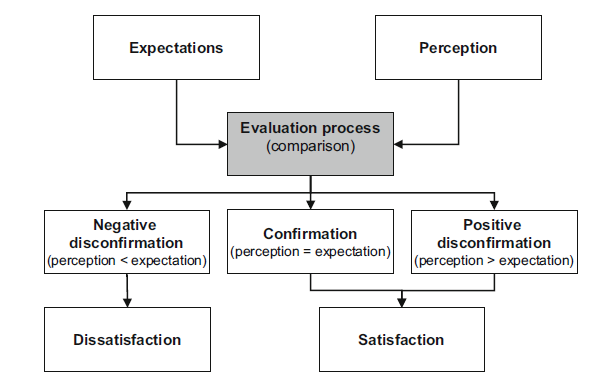 Expectations
Perception
Evaluation process
(comparison)
Negative
disconfirmation
(perception < expectation)
Confirmation
(perception = expectation)
Positive
disconfirmation
(perception > expectation)
Dissatisfaction
Satisfaction